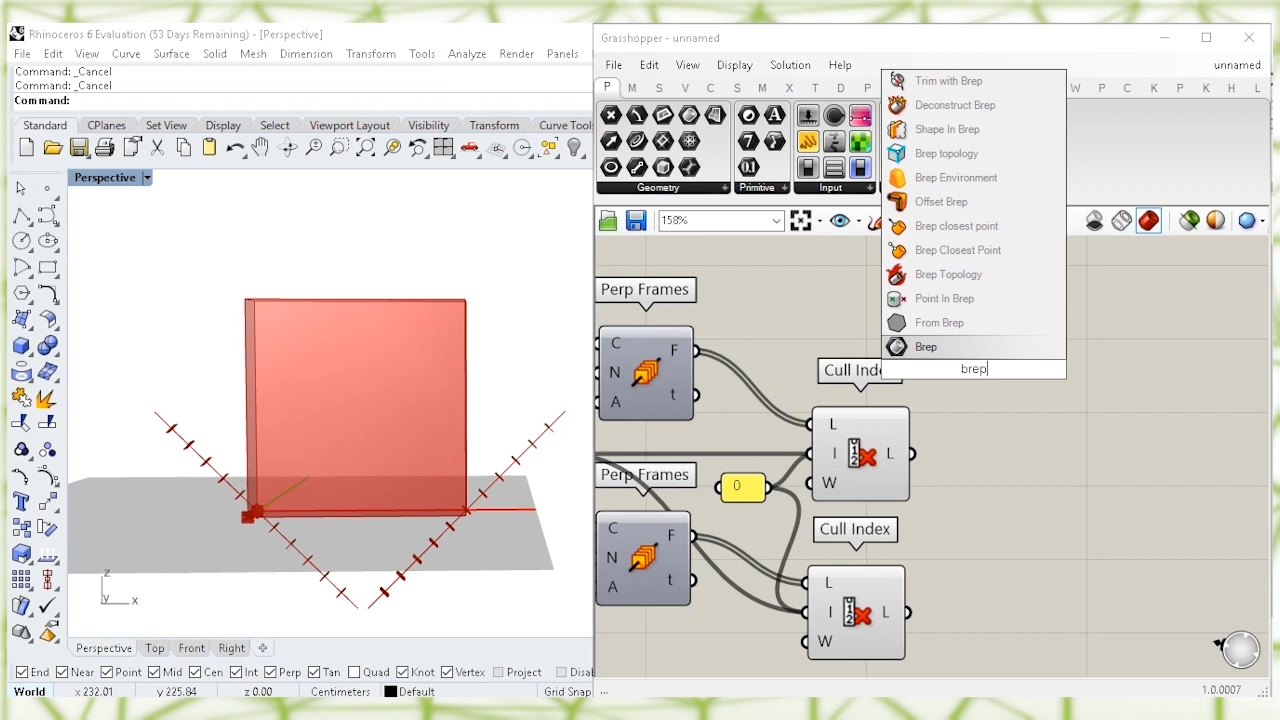 Rhinoceros 6 Evaluation (53 Days Remaining) - [Perspective]
File Edit View Curve Surface Solid Mesh Dimension Transform Tools Analyze Render Panels
Command: _Cancel
Command: _Cancel
Command:
Standard CPlanes Set View Display Select Viewport Layout Visibility Transform Curve Tools
Perspective
z
y x
Perspective Top Front Right
End Near Point Mid Cen Int Perp Tan Quad Knot Vertex Project Disab
World x 232.01 y 225.84 z 0.00 Centimeters Default Grid Snap
Grasshopper - unnamed
File Edit View Display Solution Help unnamed
P M S V C S M X T D P W P C K P K H L
A
7
0.1
Geometry Primitive Input
158%
Trim with Brep
Deconstruct Brep
Shape In Brep
Brep topology
Brep Environment
Offset Brep
Brep closest point
Brep Closest Point
Brep Topology
Point In Brep
From Brep
Brep
brep
Perp Frames
C F
N
A t
Cull Inde
L
I L
W
Perp Frames
0
C F
N
A t
Cull Index
L
I L
W
... 1.0.0007